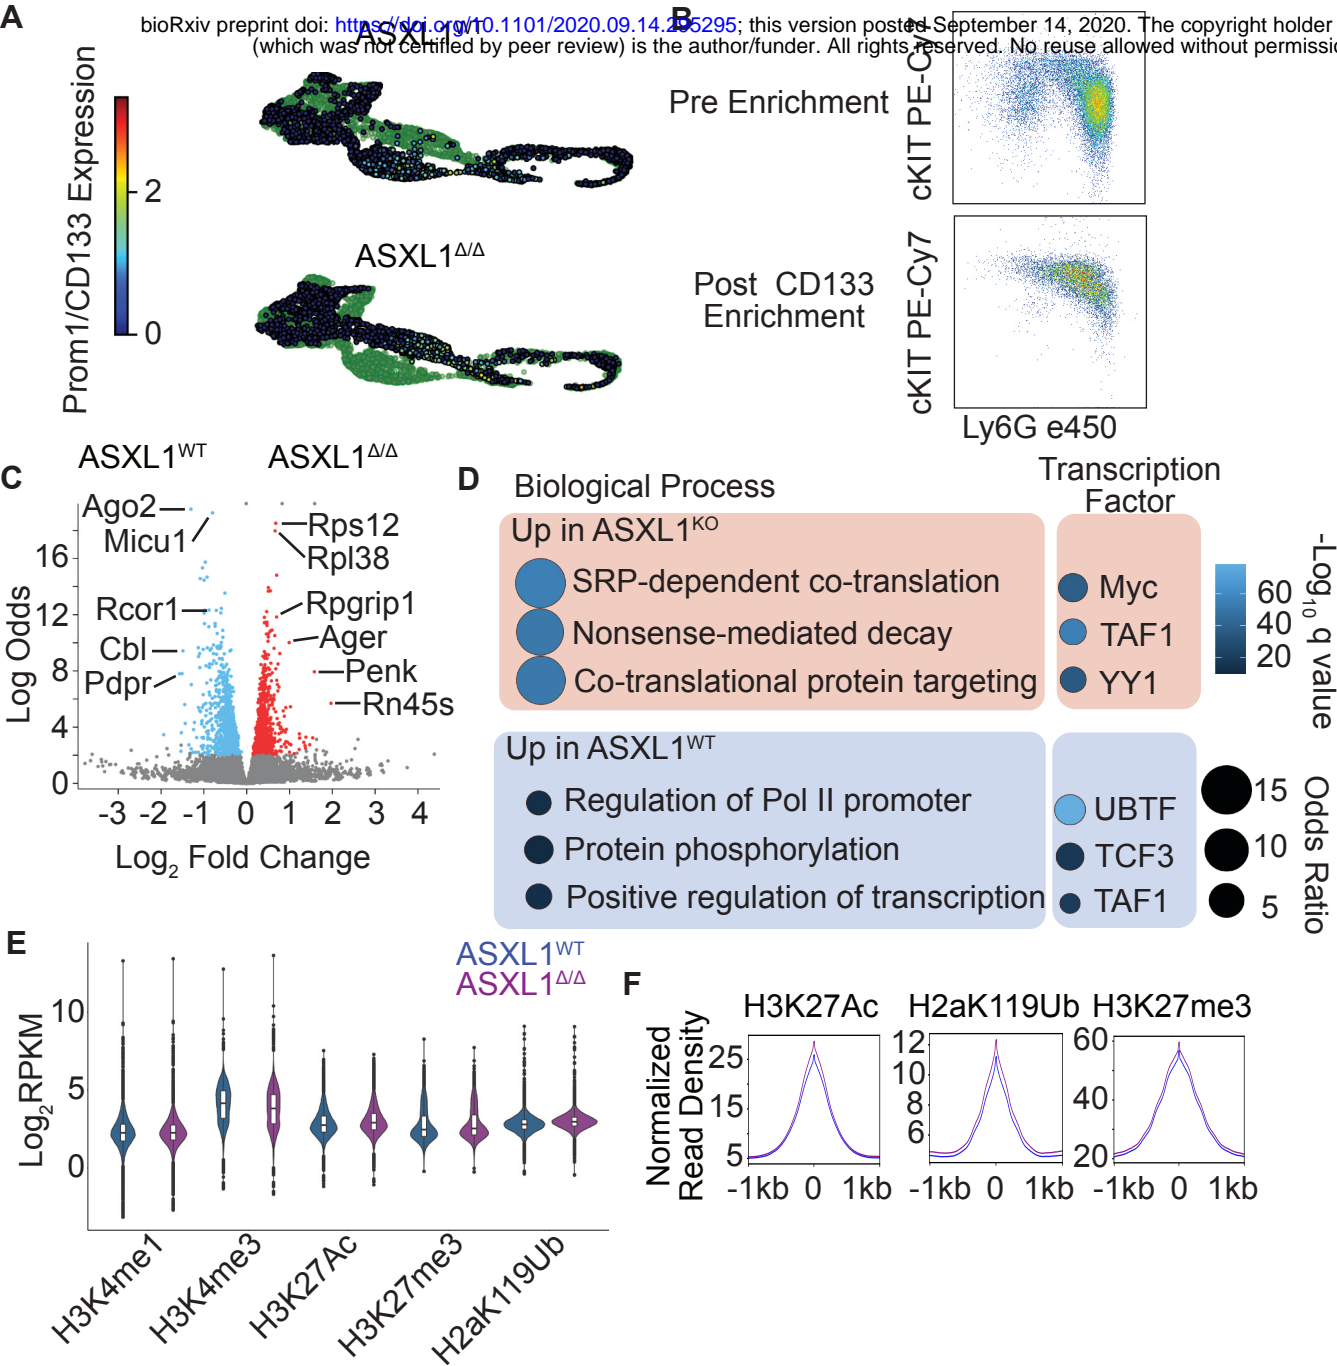 bioRxiv preprint doi: https://doi.org/10.1101/2020.09.14.295295; this version posted September 14, 2020. The copyright holder
(which was not certified by peer review) is the author/funder. All rights reserved. No reuse allowed without
A
ASXL1WT
Prom1/CD133 Expression
2
0
ASXL1Δ/Δ
B
Pre Enrichment
cKIT PE-Cy7
Post CD133
Enrichment
cKIT PE-Cy7
Ly6G e450
C
ASXL1WT
ASXL1Δ/Δ
Log Odds
16
12
8
4
0
Ago2
Micu1
Rcor1
Cbl
Pdpr
Rps12
Rpl38
Rpgrip1
Ager
Penk
Rn45s
-3 -2 -1 0 1 2 3 4
Log2 Fold Change
D
Biological Process
Transcription
Factor
Up in ASXL1KO
SRP-dependent co-translation
Nonsense-mediated decay
Co-translational protein targeting
Myc
TAF1
YY1
Up in ASXL1WT
Regulation of Pol II promoter
Protein phosphorylation
Positive regulation of transcription
UBTF
TCF3
TAF1
60
40
20
-Log10 q value
15
10
5
Odds Ratio
E
ASXL1WT
ASXL1Δ/Δ
Log2RPKM
10
5
0
H3K4me1
H3K4me3
H3K27Ac
H3K27me3
H2aK119Ub
F
Normalized
Read Density
H3K27Ac
25
15
5
-1kb 0 1kb
H2aK119Ub
12
10
8
6
-1kb 0 1kb
H3K27me3
60
20
-1kb 0 1kb